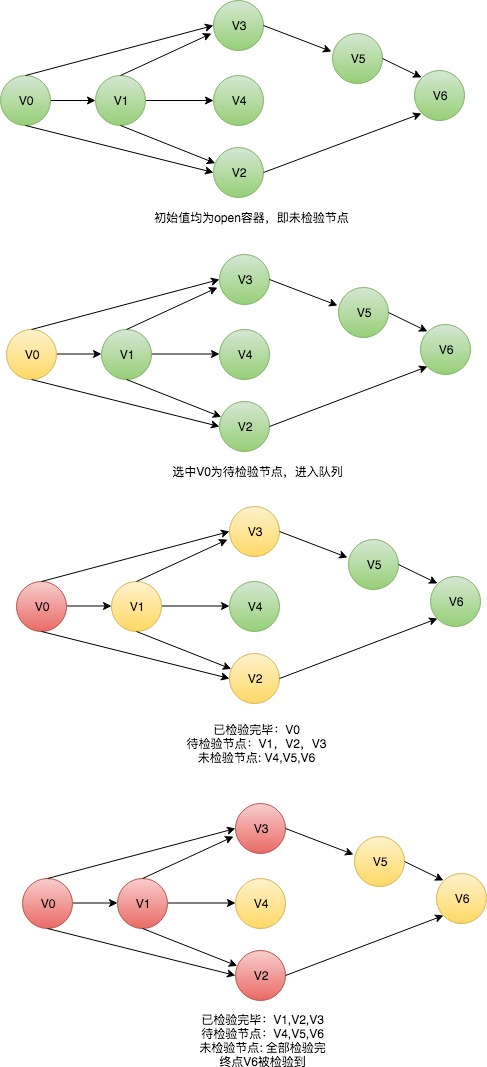 V3
V5
V0
V1
V4
V6
V2
初始值均为open容器，即未检验节点
V3
V5
V0
V1
V4
V6
V2
选中V0为待检验节点，进入队列
V3
V5
V0
V1
V4
V6
V2
已检验完毕：V0
待检验节点：V1，V2，V3
未检验节点: V4,V5,V6
V3
V5
V0
V1
V4
V6
V2
已检验完毕：V1,V2,V3
待检验节点：V4,V5,V6
未检验节点: 全部检验完
终点V6被检验到